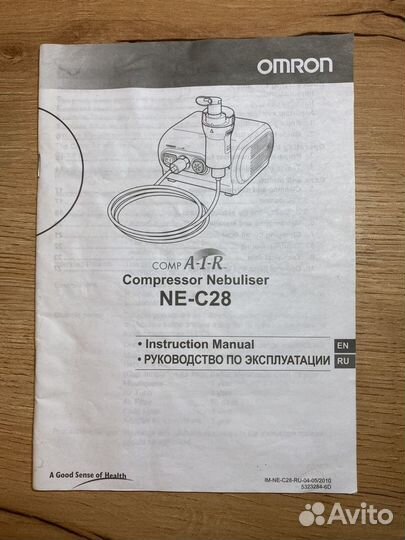 OMRON
COMP A-I-R
Compressor Nebuliser
NE-C28
• Instruction Manual EN
• РУКОВОДСТВО ПО ЭКСПЛУАТАЦИИ RU
A Good Sense of Health
IM-NE-C28-RU-04-05/2010
5323284-6D
Avito